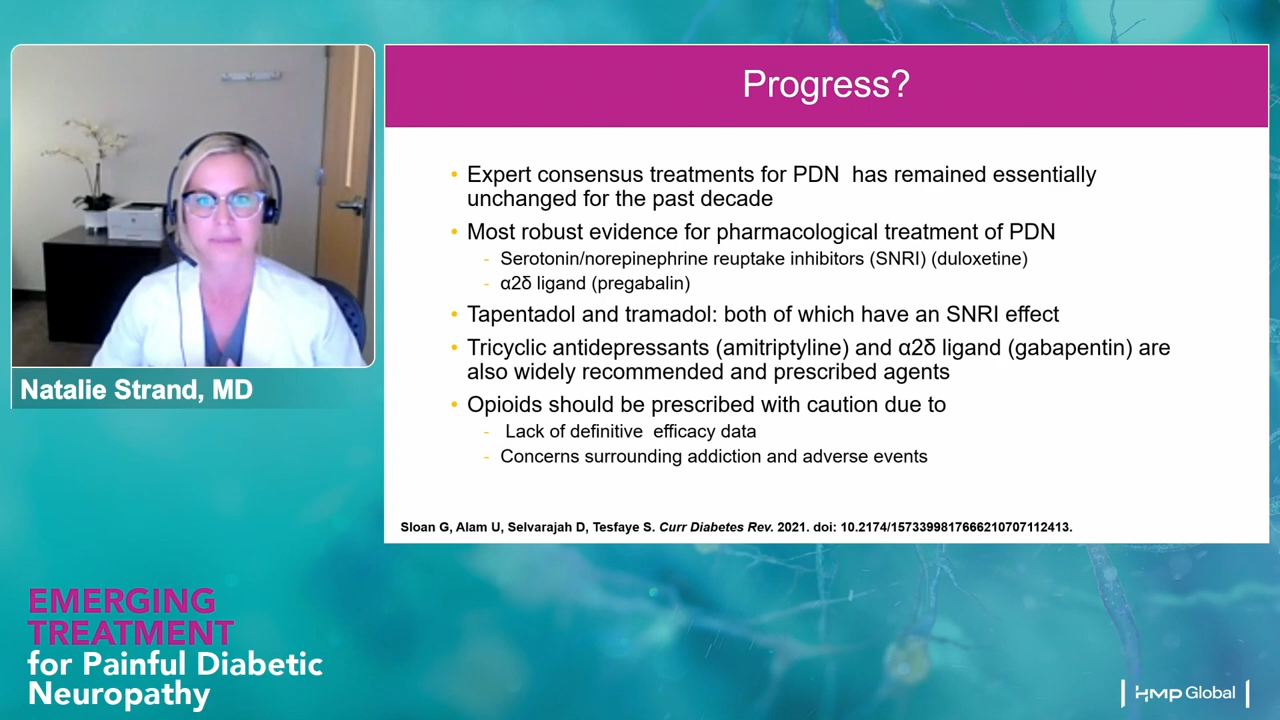 Progress?
• Expert consensus treatments for PDN  has remained essentially
unchanged for the past decade
• Most robust evidence for pharmacological treatment of PDN
- Serotonin/norepinephrine reuptake inhibitors (SNRI) (duloxetine)
- α2δ ligand (pregabalin)
• Tapentadol and tramadol: both of which have an SNRI effect
• Tricyclic antidepressants (amitriptyline) and α2δ ligand (gabapentin) are
also widely recommended and prescribed agents
• Opioids should be prescribed with caution due to
- Lack of definitive  efficacy data
- Concerns surrounding addiction and adverse events
Sloan G, Alam U, Selvarajah D, Tesfaye S. Curr Diabetes Rev. 2021. doi: 10.2174/1573399817666210707112413.
Natalie Strand, MD
EMERGING
TREATMENT
for Painful Diabetic
Neuropathy
HMP Global